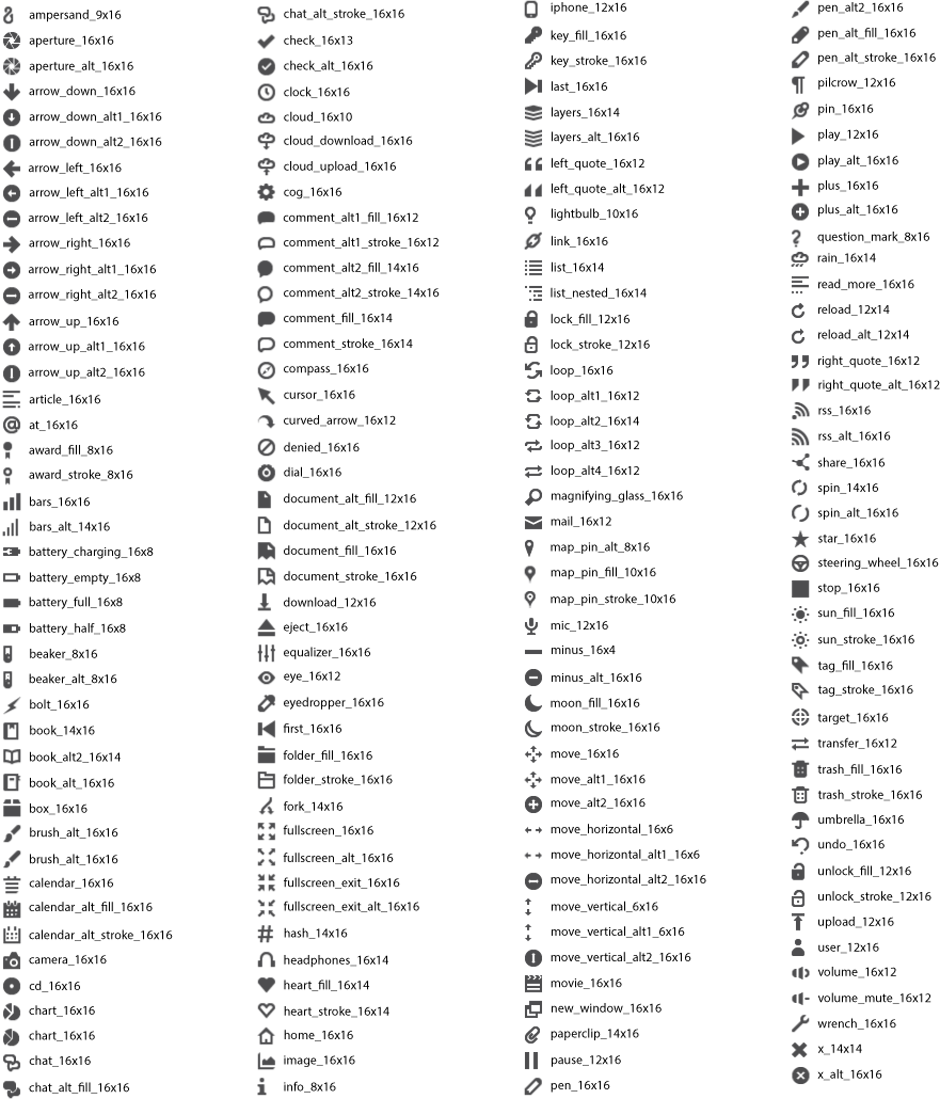 ampersand_9x16
aperture_16x16
aperture_alt_16x16
arrow_down_16x16
arrow_down_alt1_16x16
arrow_down_alt2_16x16
arrow_left_16x16
arrow_left_alt1_16x16
arrow_left_alt2_16x16
arrow_right_16x16
arrow_right_alt1_16x16
arrow_right_alt2_16x16
arrow_up_16x16
arrow_up_alt1_16x16
arrow_up_alt2_16x16
article_16x16
at_16x16
award_fill_8x16
award_stroke_8x16
bars_16x16
bars_alt_14x16
battery_charging_16x8
battery_empty_16x8
battery_full_16x8
battery_half_16x8
beaker_8x16
beaker_alt_8x16
bolt_16x16
book_14x16
book_alt2_16x14
book_alt_16x16
box_16x16
brush_alt_16x16
brush_alt_16x16
calendar_16x16
calendar_alt_fill_16x16
calendar_alt_stroke_16x16
camera_16x16
cd_16x16
chart_16x16
chart_16x16
chat_16x16
chat_alt_fill_16x16
chat_alt_stroke_16x16
check_16x13
check_alt_16x16
clock_16x16
cloud_16x10
cloud_download_16x16
cloud_upload_16x16
cog_16x16
comment_alt1_fill_16x12
comment_alt1_stroke_16x12
comment_alt2_fill_14x16
comment_alt2_stroke_14x16
comment_fill_16x14
comment_stroke_16x14
compass_16x16
cursor_16x16
curved_arrow_16x12
denied_16x16
dial_16x16
document_alt_fill_12x16
document_alt_stroke_12x16
document_fill_16x16
document_stroke_16x16
download_12x16
eject_16x16
equalizer_16x16
eye_16x12
eyedropper_16x16
first_16x16
folder_fill_16x16
folder_stroke_16x16
fork_14x16
fullscreen_16x16
fullscreen_alt_16x16
fullscreen_exit_16x16
fullscreen_exit_alt_16x16
hash_14x16
headphones_16x14
heart_fill_16x14
heart_stroke_16x14
home_16x16
image_16x16
info_8x16
iphone_12x16
key_fill_16x16
key_stroke_16x16
last_16x16
layers_16x14
layers_alt_16x16
left_quote_16x12
left_quote_alt_16x12
lightbulb_10x16
link_16x16
list_16x14
list_nested_16x14
lock_fill_12x16
lock_stroke_12x16
loop_16x16
loop_alt1_16x12
loop_alt2_16x14
loop_alt3_16x12
loop_alt4_16x12
magnifying_glass_16x16
mail_16x12
map_pin_alt_8x16
map_pin_fill_10x16
map_pin_stroke_10x16
mic_12x16
minus_16x4
minus_alt_16x16
moon_fill_16x16
moon_stroke_16x16
move_16x16
move_alt1_16x16
move_alt2_16x16
move_horizontal_16x6
move_horizontal_alt1_16x6
move_horizontal_alt2_16x16
move_vertical_6x16
move_vertical_alt1_6x16
move_vertical_alt2_16x16
movie_16x16
new_window_16x16
paperclip_14x16
pause_12x16
pen_16x16
pen_alt2_16x16
pen_alt_fill_16x16
pen_alt_stroke_16x16
pilcrow_12x16
pin_16x16
play_12x16
play_alt_16x16
plus_16x16
plus_alt_16x16
question_mark_8x16
rain_16x14
read_more_16x16
reload_12x14
reload_alt_12x14
right_quote_16x12
right_quote_alt_16x12
rss_16x16
rss_alt_16x16
share_16x16
spin_14x16
spin_alt_16x16
star_16x16
steering_wheel_16x16
stop_16x16
sun_fill_16x16
sun_stroke_16x16
tag_fill_16x16
tag_stroke_16x16
target_16x16
transfer_16x12
trash_fill_16x16
trash_stroke_16x16
umbrella_16x16
undo_16x16
unlock_fill_12x16
unlock_stroke_12x16
upload_12x16
user_12x16
volume_16x12
volume_mute_16x12
wrench_16x16
x_14x14
x_alt_16x16